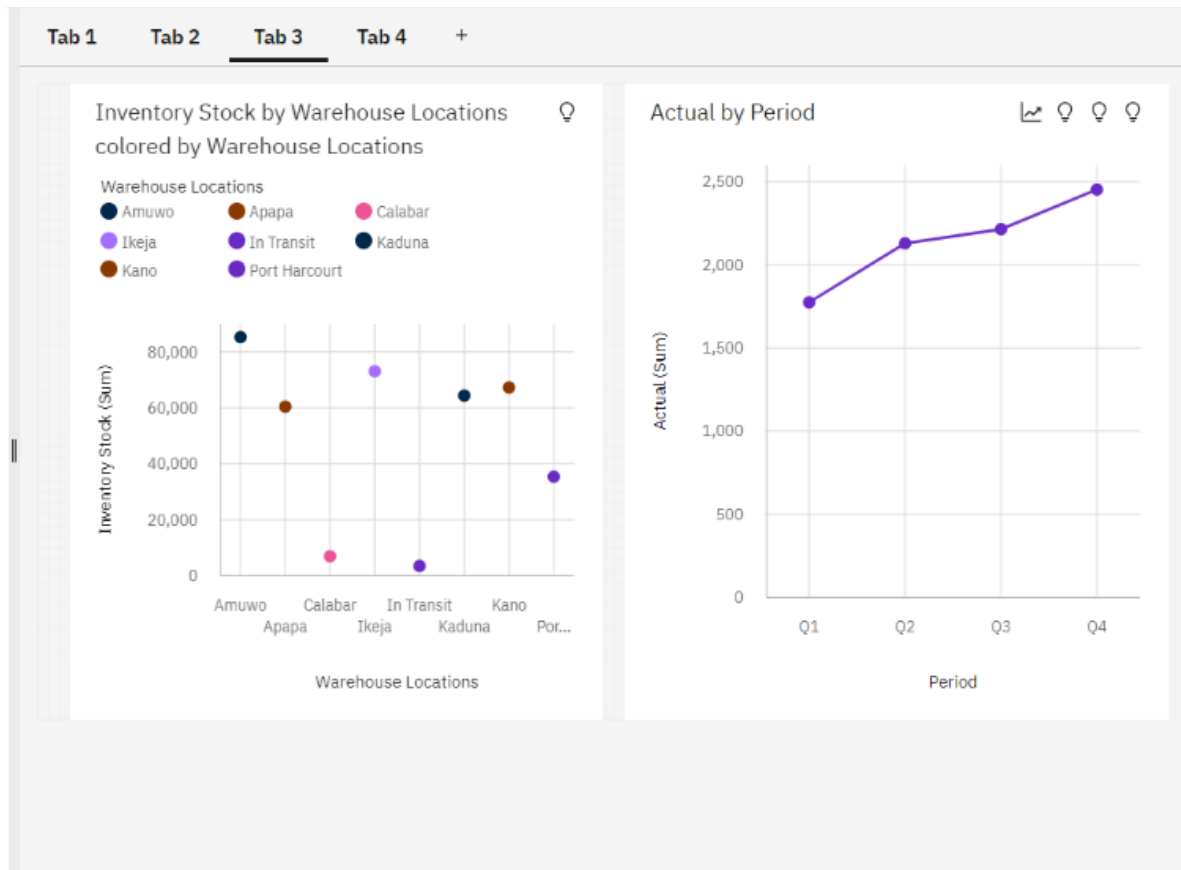 Tab 1 Tab 2 Tab 3 Tab 4 +
Inventory Stock by Warehouse Locations
colored by Warehouse Locations
Warehouse Locations
Amuwo Apapa Calabar
Ikeja In Transit Kaduna
Kano Port Harcourt
Inventory Stock (Sum)
80,000
60,000
40,000
20,000
0
Amuwo Calabar In Transit Kano
Apapa Ikeja Kaduna Por...
Warehouse Locations
Actual by Period
Actual (Sum)
2,500
2,000
1,500
1,000
500
0
Q1 Q2 Q3 Q4
Period